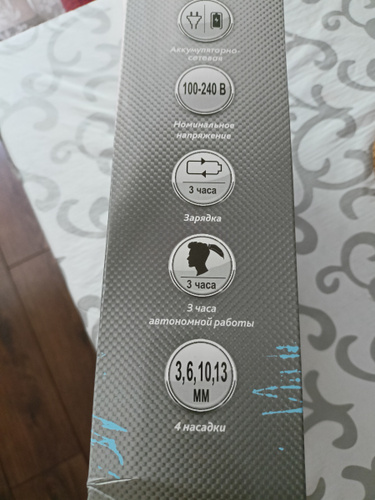 Аккумуляторно-
сетевая
100-240 В
Номинальное
напряжение
3 часа
Зарядка
3 часа
3 часа
автономной работы
3,6,10,13
мм
4 насадки